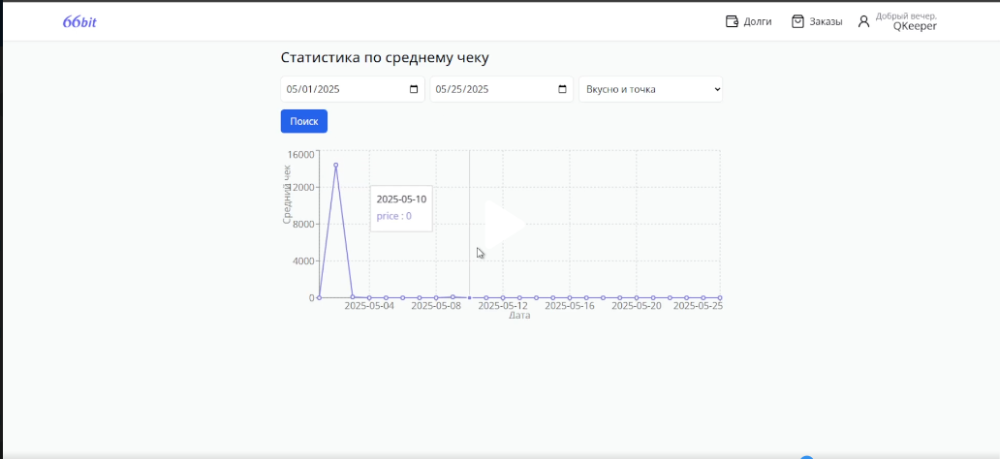 66bit
Долги
Заказы
Добрый вечер,
QKeeper
Статистика по среднему чеку
05/01/2025
05/25/2025
Вкусно и точка
Поиск
16000
12000
8000
4000
0
Средний чек
2025-05-10
price : 0
2025-05-04
2025-05-08
2025-05-12
2025-05-16
2025-05-20
2025-05-25
Дата